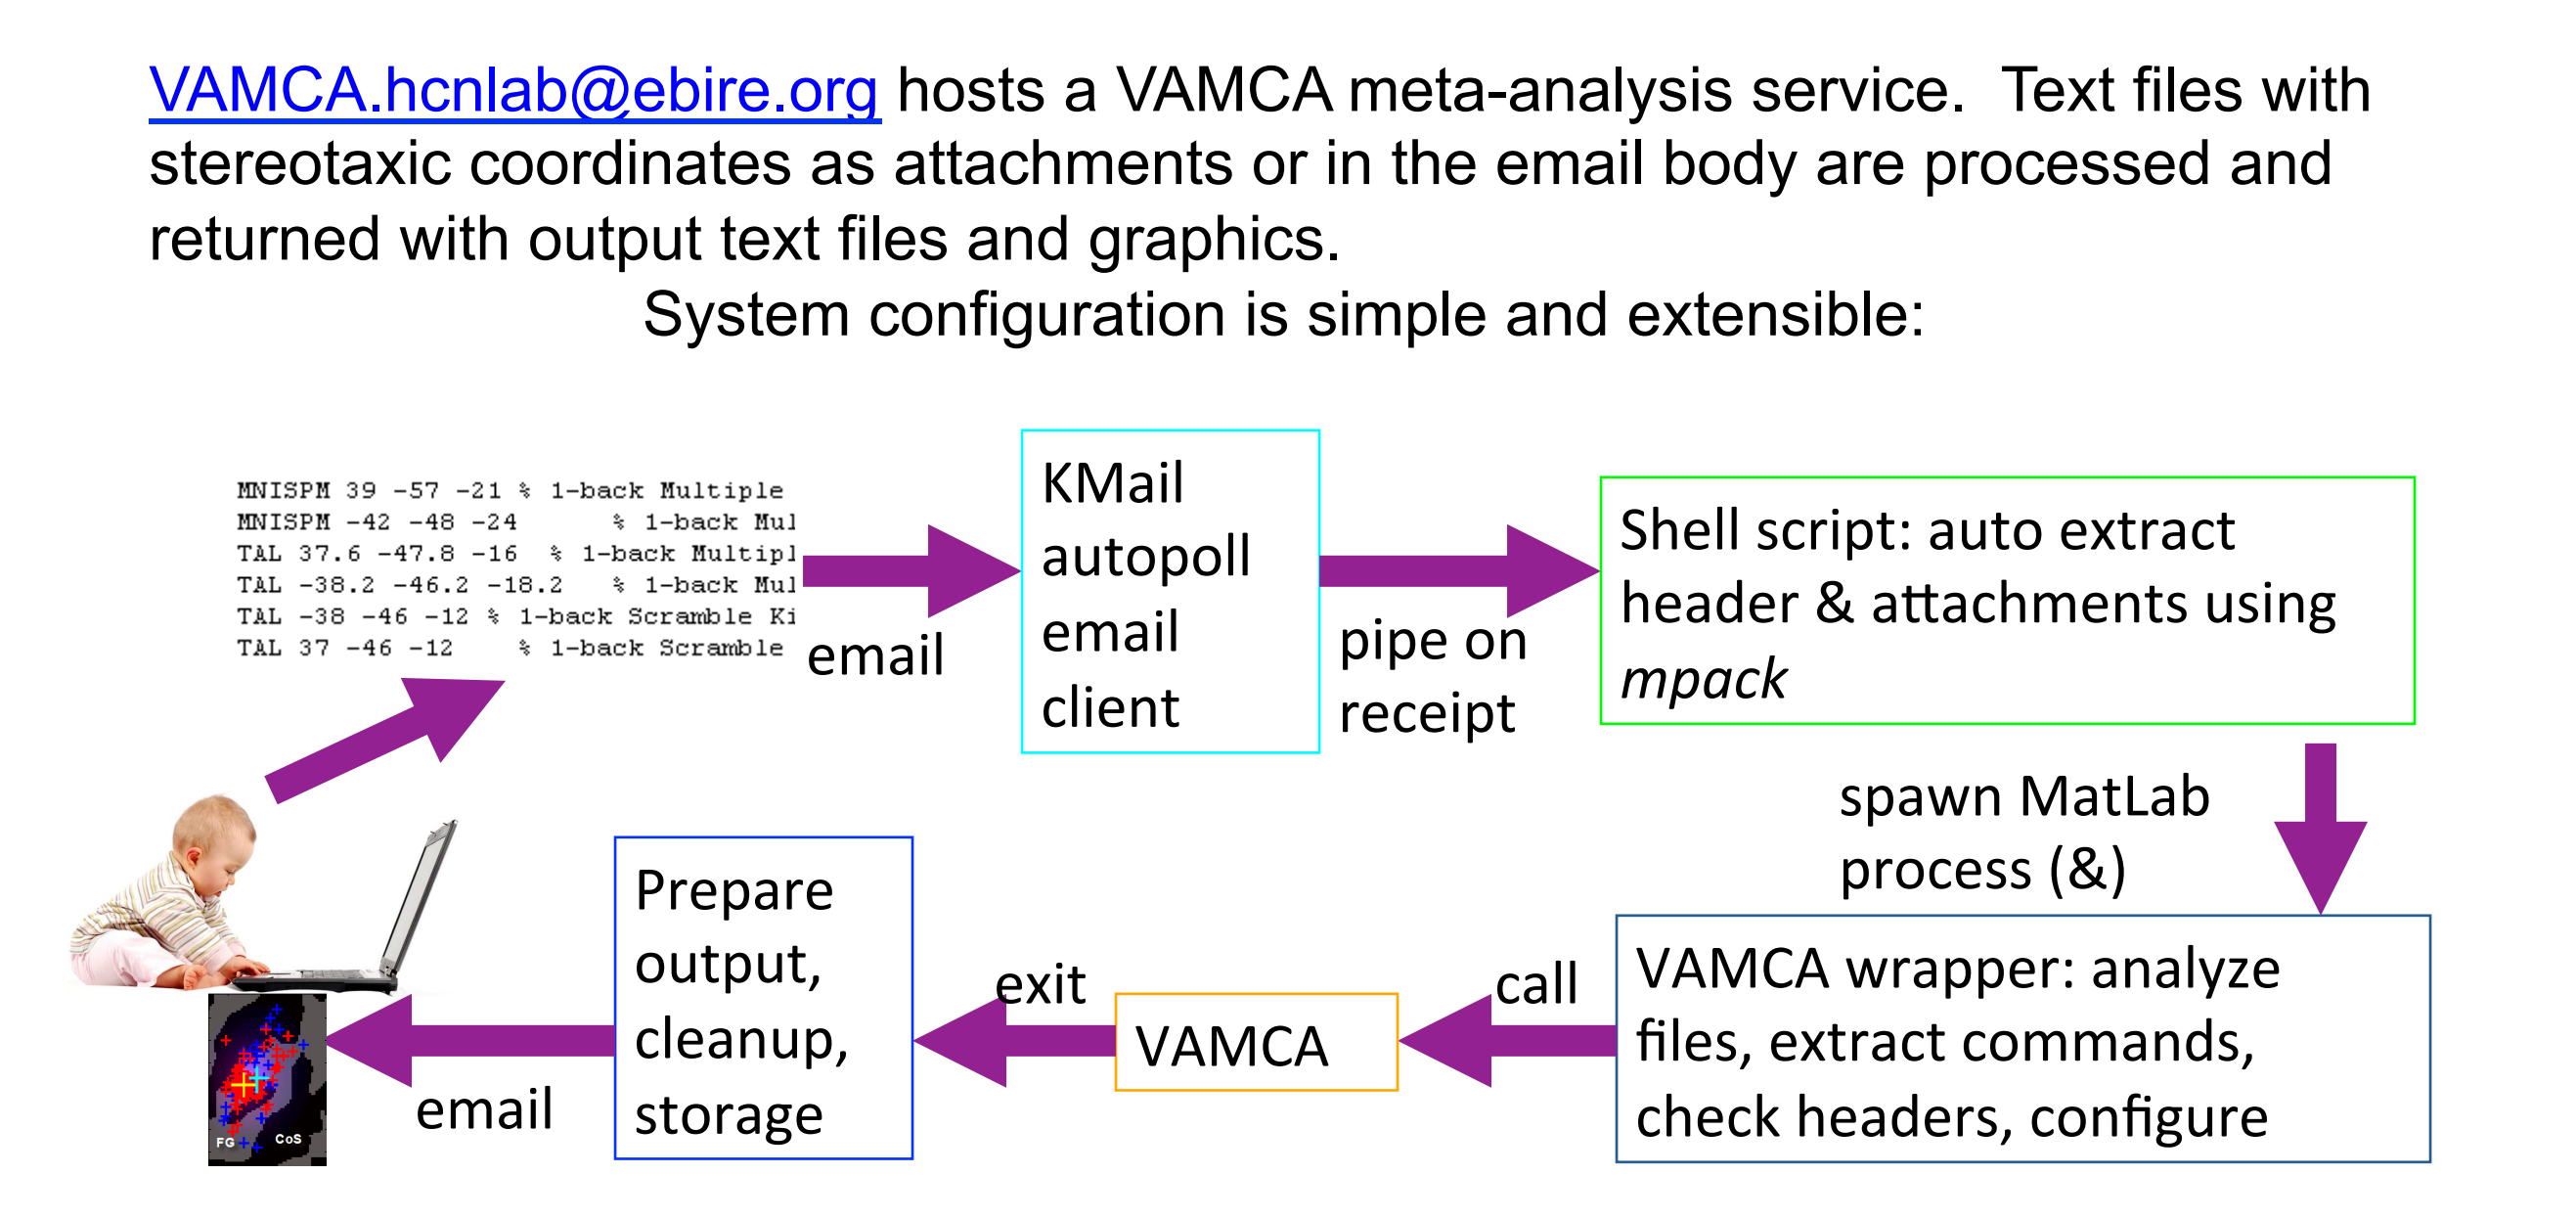 VAMCA.hcnlab@ebire.org hosts a VAMCA meta-analysis service.  Text files with
stereotaxic coordinates as attachments or in the email body are processed and
returned with output text files and graphics.
System configuration is simple and extensible:
MNISPM 39 -57 -21 % 1-back Multiple
MNISPM -42 -48 -24      % 1-back Mul
TAL 37.6 -47.8 -16  % 1-back Multipl
TAL -38.2 -46.2 -18.2   % 1-back Mul
TAL -38 -46 -12 % 1-back Scramble Ki
TAL 37 -46 -12    % 1-back Scramble
email
KMail
autopoll
email
client
pipe on
receipt
Shell script: auto extract
header & attachments using
mpack
spawn MatLab
process (&)
VAMCA wrapper: analyze
files, extract commands,
check headers, configure
call
VAMCA
exit
Prepare
output,
cleanup,
storage
email
FG
CoS